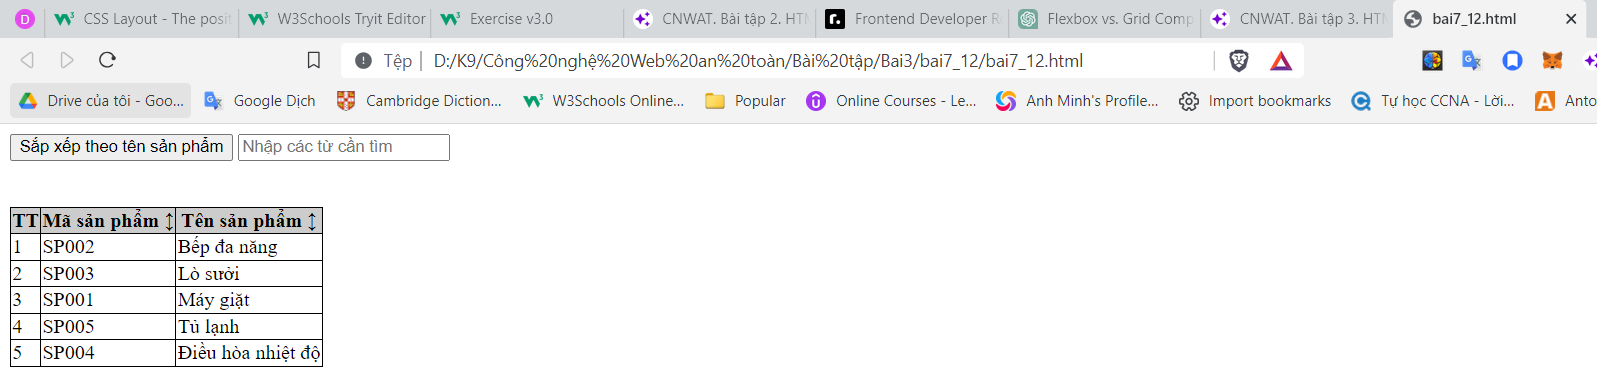 D CSS Layout - The posit W3Schools Tryit Editor Exercise v3.0 CNWAT. Bài tập 2. HTM Frontend Developer Ro Flexbox vs. Grid Comp CNWAT. Bài tập 3. HTM bai7_12.html
Tệp | D:/K9/Công%20nghệ%20Web%20an%20toàn/Bài%20tập/Bai3/bai7_12/bai7_12.html
Drive của tôi - Goo... Google Dịch Cambridge Diction... W3Schools Online... Popular Online Courses - Le... Anh Minh's Profile... Import bookmarks Tự học CCNA - Lời... Anto
Sắp xếp theo tên sản phẩm Nhập các từ cần tìm
TT Mã sản phẩm ↕ Tên sản phẩm ↕
1 SP002 Bếp đa năng
2 SP003 Lò sưởi
3 SP001 Máy giặt
4 SP005 Tủ lạnh
5 SP004 Điều hòa nhiệt độ